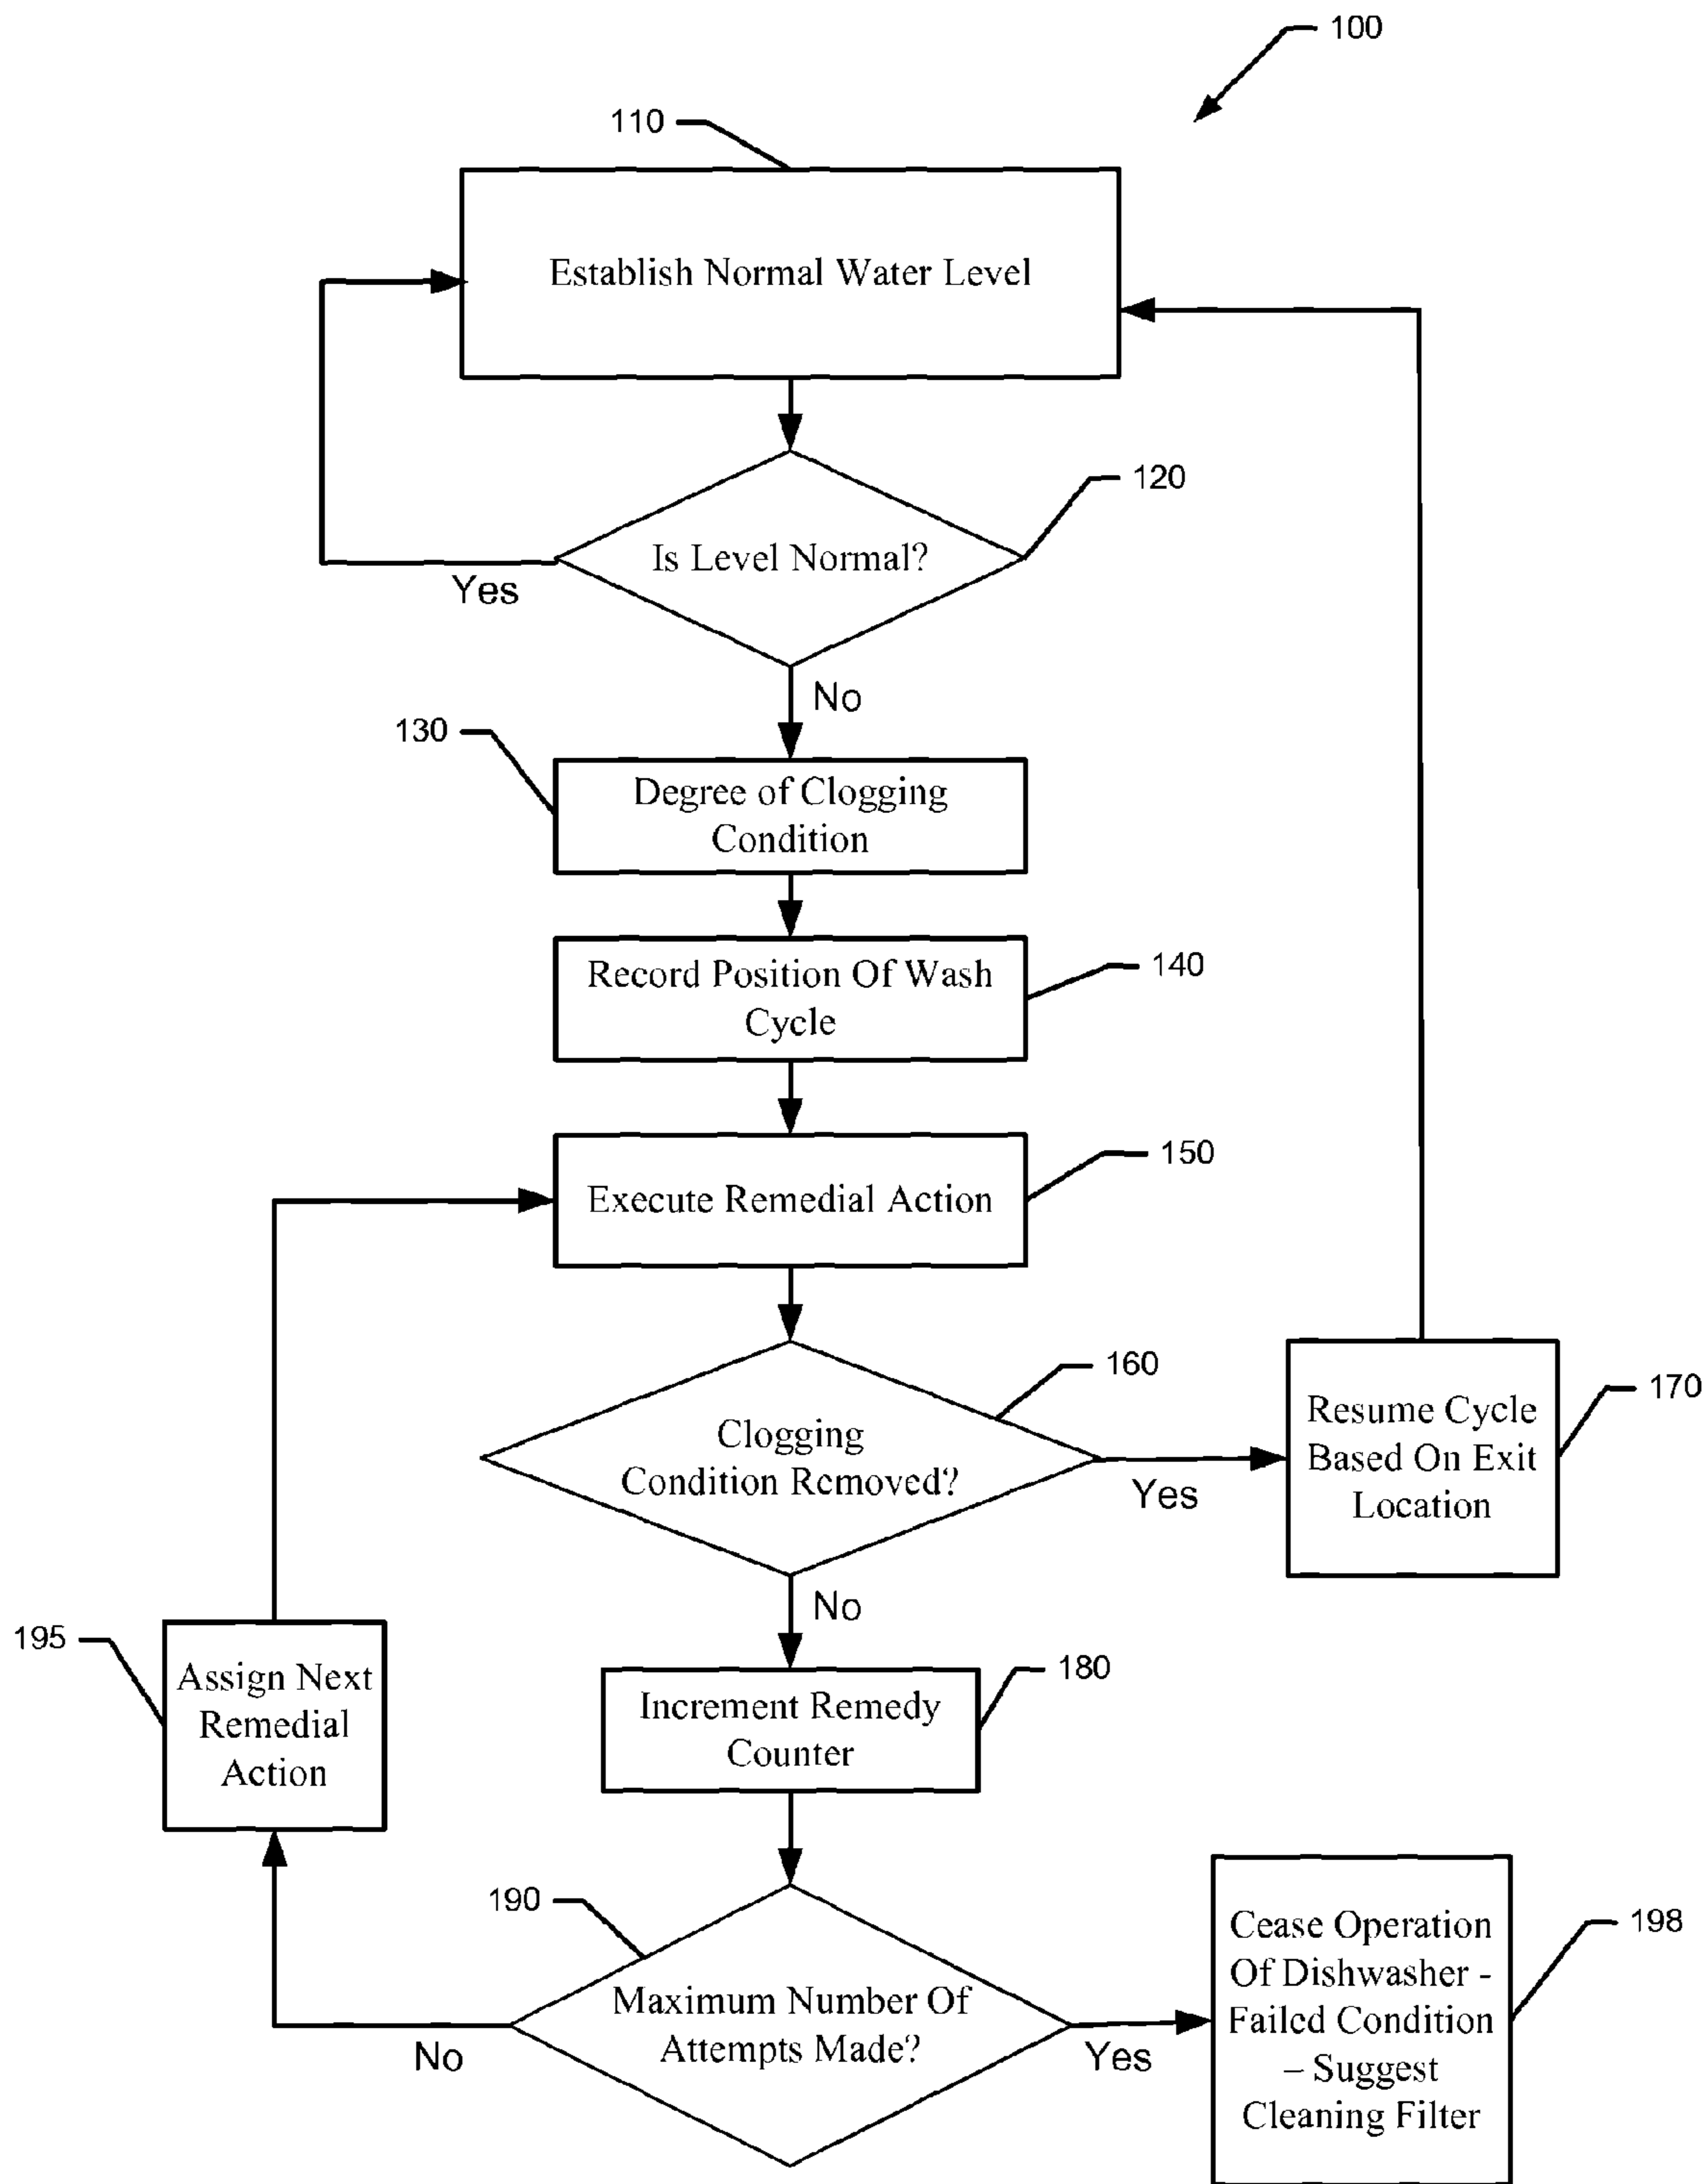 100
110
Establish Normal Water Level
120
Is Level Normal?
Yes
No
130
Degree of Clogging
Condition
140
Record Position Of Wash
Cycle
150
Execute Remedial Action
160
Clogging
Condition Removed?
Yes
170
Resume Cycle
Based On Exit
Location
No
195
Assign Next
Remedial
Action
180
Increment Remedy
Counter
190
Maximum Number Of
Attempts Made?
No
Yes
198
Cease Operation
Of Dishwasher -
Failed Condition
– Suggest
Cleaning Filter